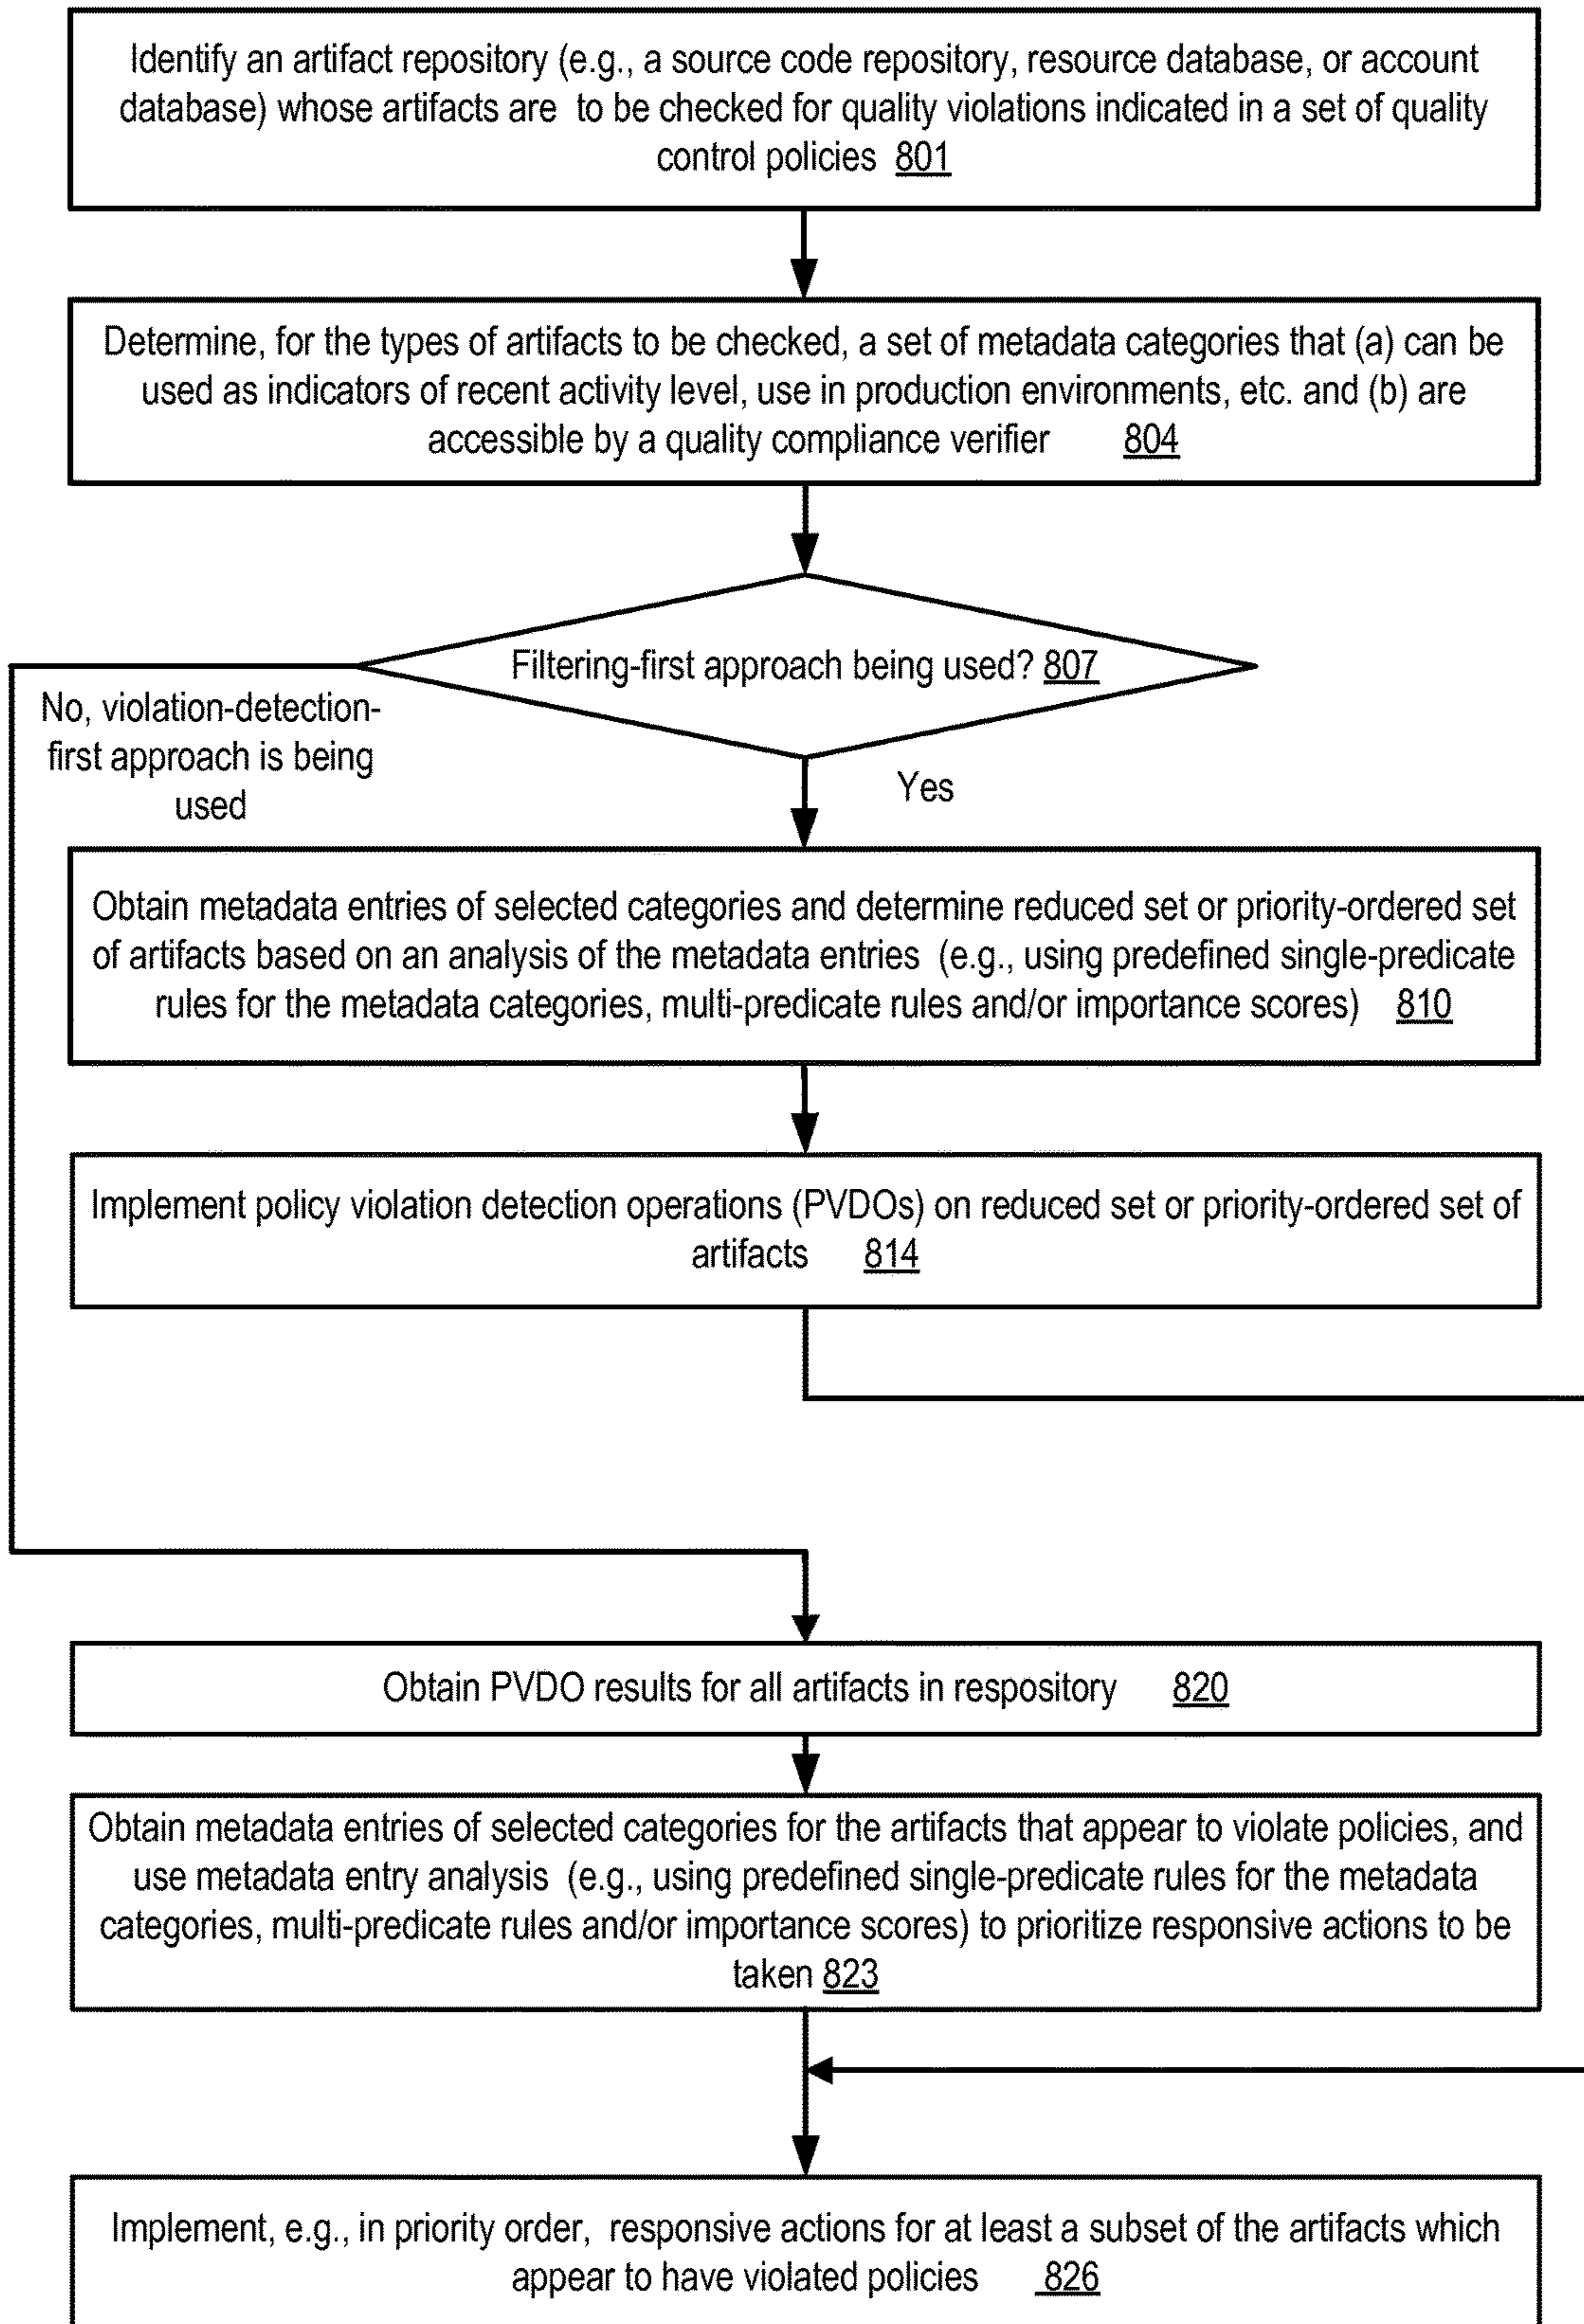 Identify an artifact repository (e.g., a source code repository, resource database, or account
database) whose artifacts are to be checked for quality violations indicated in a set of quality
control policies 801
Determine, for the types of artifacts to be checked, a set of metadata categories that (a) can be
used as indicators of recent activity level, use in production environments, etc. and (b) are
accessible by a quality compliance verifier 804
Filtering-first approach being used? 807
No, violation-detection-
first approach is being
used
Yes
Obtain metadata entries of selected categories and determine reduced set or priority-ordered set
of artifacts based on an analysis of the metadata entries (e.g., using predefined single-predicate
rules for the metadata categories, multi-predicate rules and/or importance scores) 810
Implement policy violation detection operations (PVDOs) on reduced set or priority-ordered set of
artifacts 814
Obtain PVDO results for all artifacts in respository 820
Obtain metadata entries of selected categories for the artifacts that appear to violate policies, and
use metadata entry analysis (e.g., using predefined single-predicate rules for the metadata
categories, multi-predicate rules and/or importance scores) to prioritize responsive actions to be
taken 823
Implement, e.g., in priority order, responsive actions for at least a subset of the artifacts which
appear to have violated policies 826